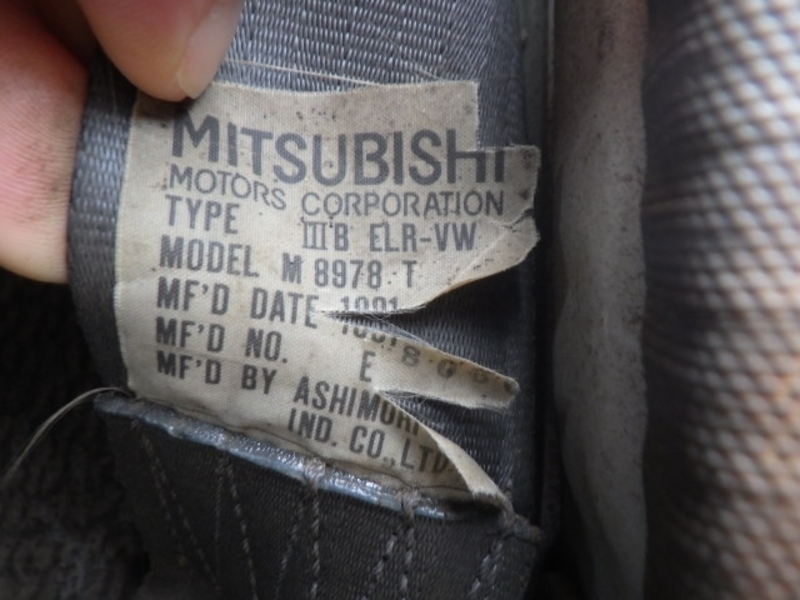 MITSUBISHI
MOTORS CORPORATION
TYPE IIIB ELR-VW
MODEL M 8978 T
MF'D DATE
MF'D NO. E
MF'D BY ASHIMORI
IND. CO., LTD.